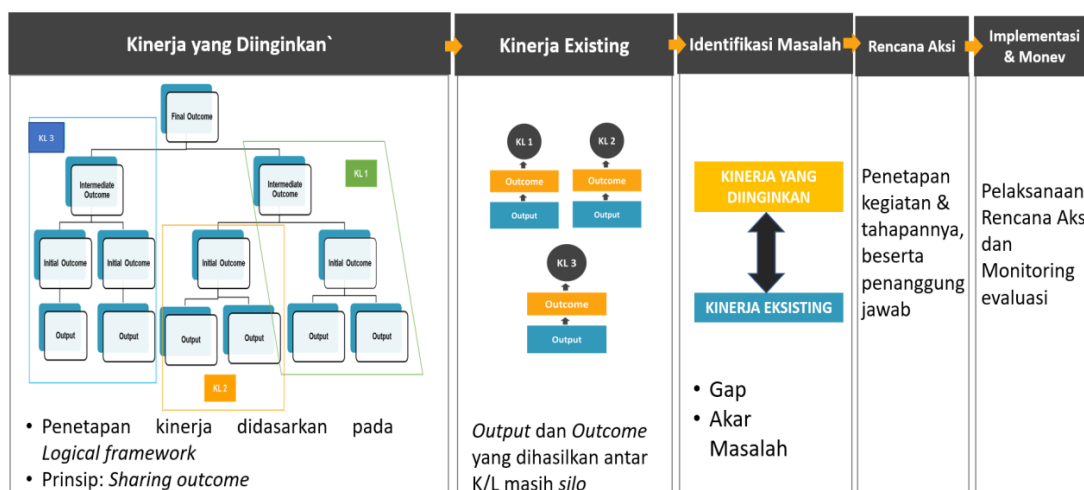 Kinerja yang Diinginkan`
Kinerja Existing
Identifikasi Masalah
Rencana Aksi
Implementasi
& Monev
Final Outcome
KL 3
KL 1
Intermediate
Outcome
Intermediate
Outcome
Initial Outcome
Initial Outcome
Initial Outcome
Initial Outcome
Output
Output
Output
Output
Output
Output
KL 2
• Penetapan kinerja didasarkan pada
Logical framework
• Prinsip: Sharing outcome
KL 1
KL 2
Outcome
Outcome
Output
Output
KL 3
Outcome
Output
Output dan Outcome
yang dihasilkan antar
K/L masih silo
KINERJA YANG
DIINGINKAN
KINERJA EKSISTING
• Gap
• Akar
Masalah
Penetapan
kegiatan &
tahapannya,
beserta
penanggung
jawab
Pelaksanaan
Rencana Aks
dan
Monitoring
evaluasi